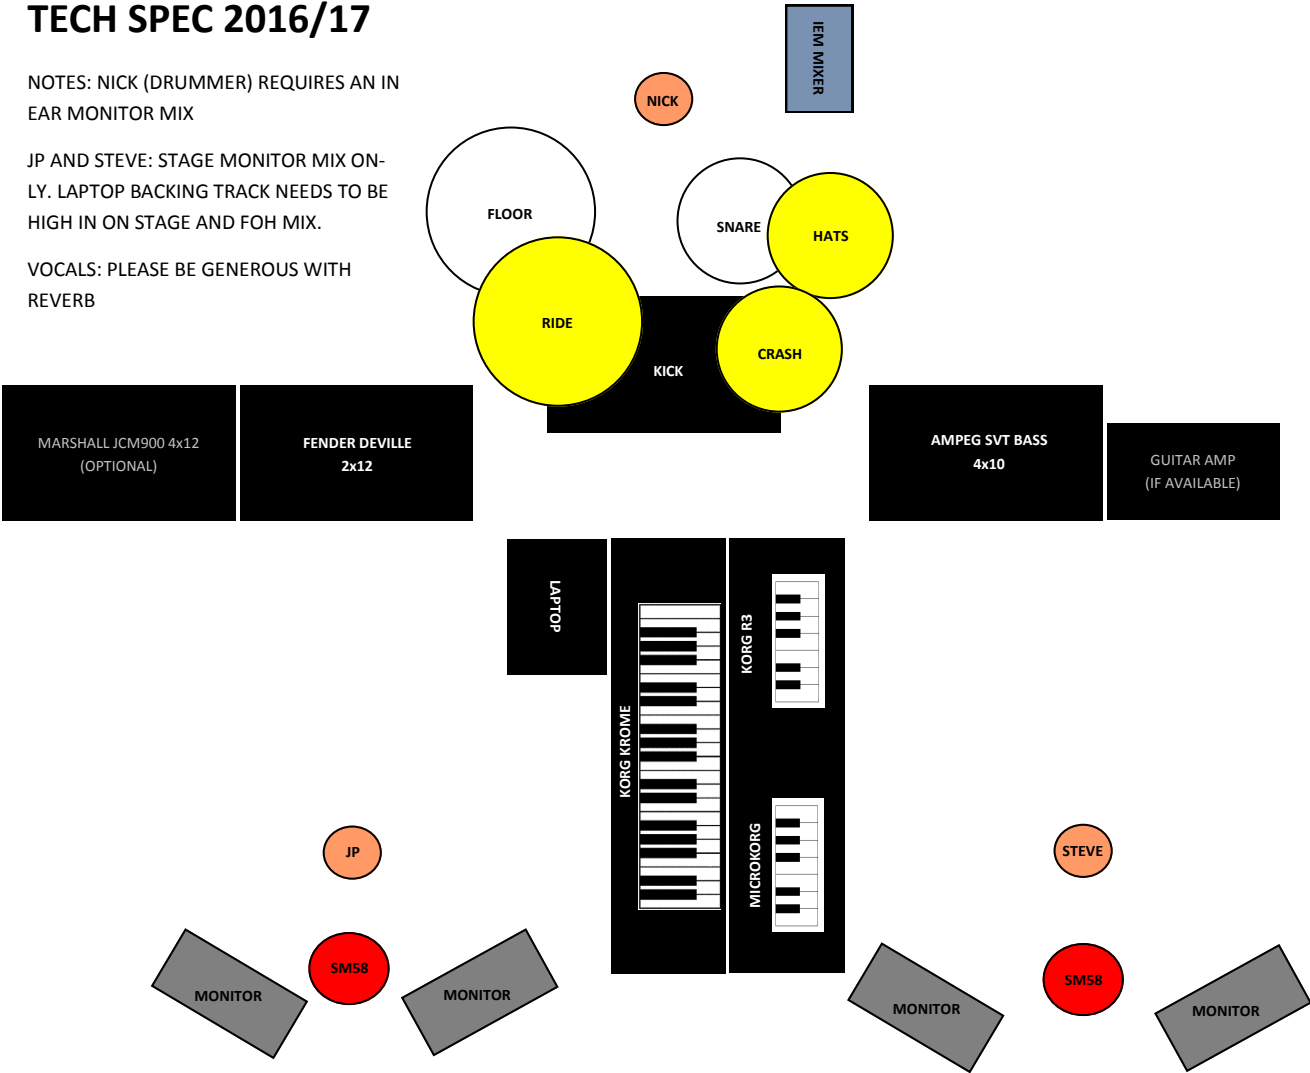 TECH SPEC 2016/17
NOTES: NICK (DRUMMER) REQUIRES AN IN
EAR MONITOR MIX
JP AND STEVE: STAGE MONITOR MIX ON-
LY. LAPTOP BACKING TRACK NEEDS TO BE
HIGH IN ON STAGE AND FOH MIX.
VOCALS: PLEASE BE GENEROUS WITH
REVERB
IEM MIXER
NICK
FLOOR
SNARE
HATS
RIDE
CRASH
KICK
MARSHALL JCM900 4x12
(OPTIONAL)
FENDER DEVILLE
2x12
AMPEG SVT BASS
4x10
GUITAR AMP
(IF AVAILABLE)
LAPTOP
KORG KROME
KORG R3
MICROKORG
JP
STEVE
SM58
MONITOR
MONITOR
SM58
MONITOR
MONITOR